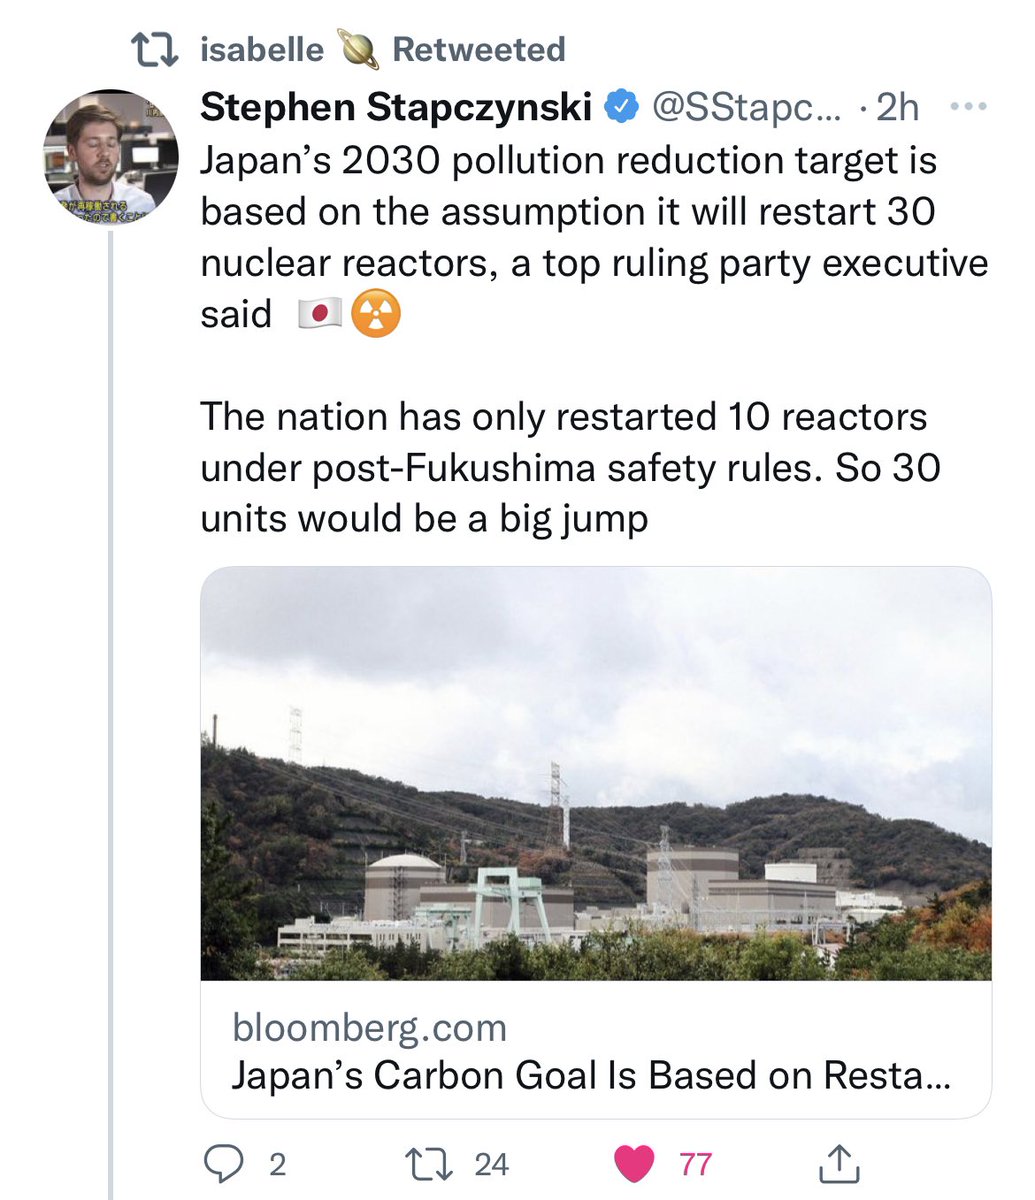 isabelle 🪐 Retweeted
Stephen Stapczynski @SStapc... · 2h
Japan's 2030 pollution reduction target is
based on the assumption it will restart 30
nuclear reactors, a top ruling party executive
said 🇯🇵☢️
The nation has only restarted 10 reactors
under post-Fukushima safety rules. So 30
units would be a big jump
bloomberg.com
Japan's Carbon Goal Is Based on Resta...
2 24 77